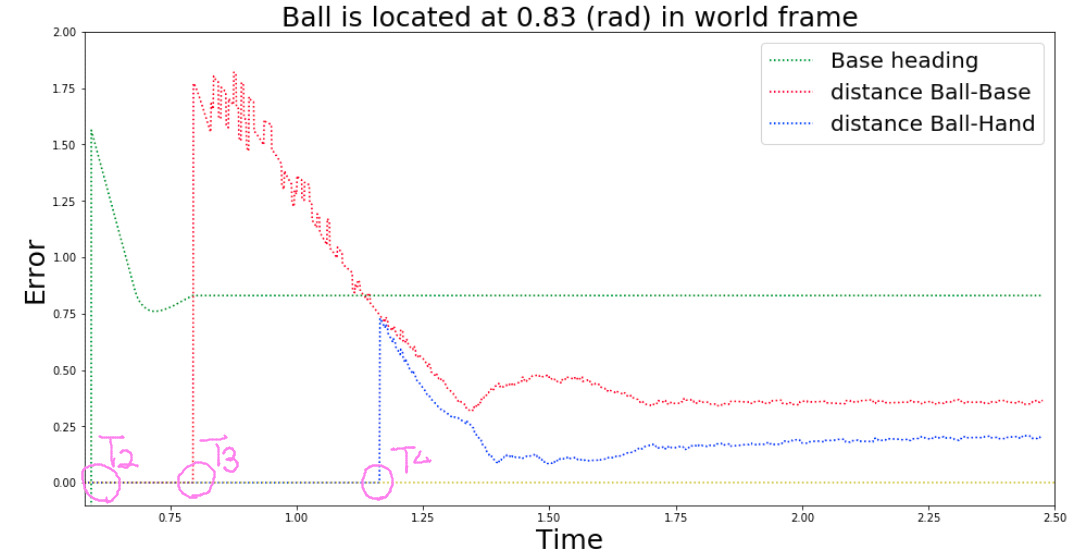 Ball is located at 0.83 (rad) in world frame
Base heading
distance Ball-Base
distance Ball-Hand
Error
2.00
1.75
1.50
1.25
1.00
0.75
0.50
0.25
0.00
T2
T3
T4
0.75
1.00
1.25
1.50
1.75
2.00
2.25
2.50
Time